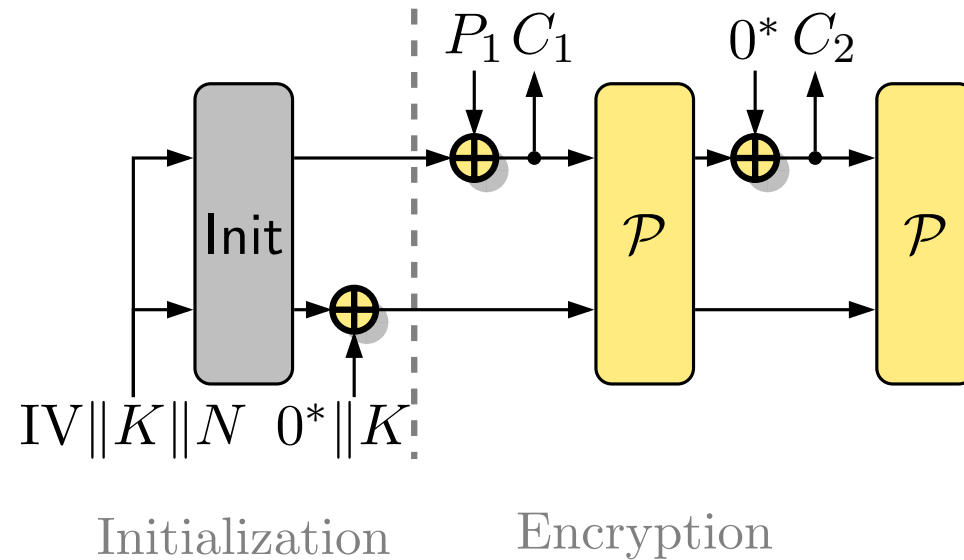 P₁ C₁ 0* C₂
Init 𝒫 𝒫
IV∥K∥N 0*∥K
Initialization Encryption